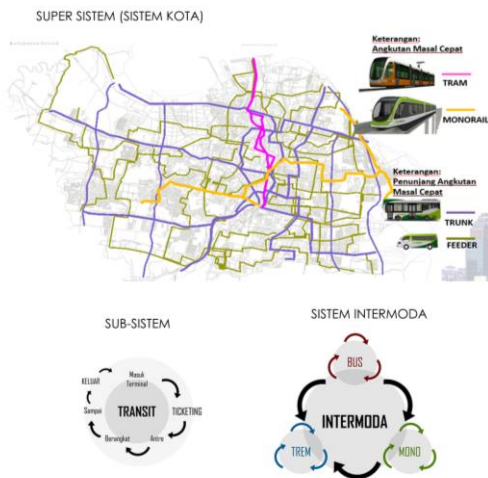 SUPER SISTEM (SISTEM KOTA)
Keterangan:
Angkutan Masal Cepat
TRAM
MONORAIL
Keterangan:
Penunjang Angkutan
Masal Cepat
TRUNK
FEEDER
SUB-SISTEM
KELUAR
Masuk
Terminal
Sampai
TRANSIT
TICKETING
Berangkat
Antre
SISTEM INTERMODA
BUS
INTERMODA
TREM
MONO